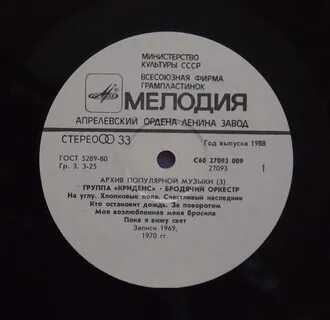 МИНИСТЕРСТВО
КУЛЬТУРЫ СССР
ВСЕСОЮЗНАЯ ФИРМА
ГРАМПЛАСТИНОК
МЕЛОДИЯ
АПРЕЛЕВСКИЙ ОРДЕНА ЛЕНИНА ЗАВОД
СТЕРЕО 33
Год выпуска 1988
ГОСТ 5289-80
С60 27093 009
Гр. 3. 3-25
27093
1
АРХИВ ПОПУЛЯРНОЙ МУЗЫКИ (3)
ГРУППА «КРИДЕНС» - БРОДЯЧИЙ ОРКЕСТР
На углу. Хлопковые поля. Счастливый наследник
Кто остановит дождь. За поворотом
Моя возлюбленная меня бросила
Пока я вижу свет
Записи 1969,
1970 гг.